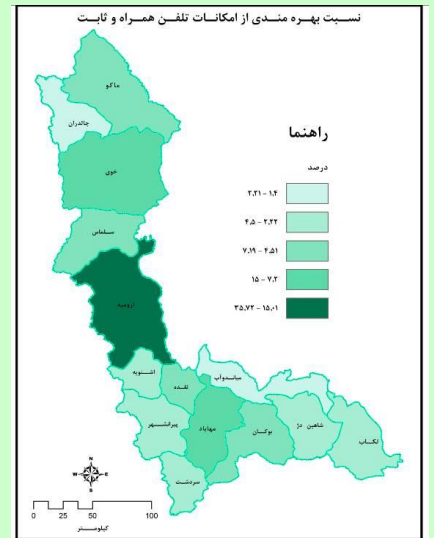 نسبت بهره مندی از امکانات تلفن همراه و ثابت
ماکو
چالدران
خوی
سلماس
ارومیه
اشنویه
نقده
میاندوآب
پیرانشهر
مهاباد
بوکان
شاهین دژ
تکاب
سردشت
راهنما
درصد
۲,۲۱ - ۱,۴
۴,۵ - ۲,۲۲
۷,۱۹ - ۴,۵۱
۱۵ - ۷,۲
۳۵,۷۲ - ۱۵,۰۱
N
W E
S
0 25 50 100
کیلومتر